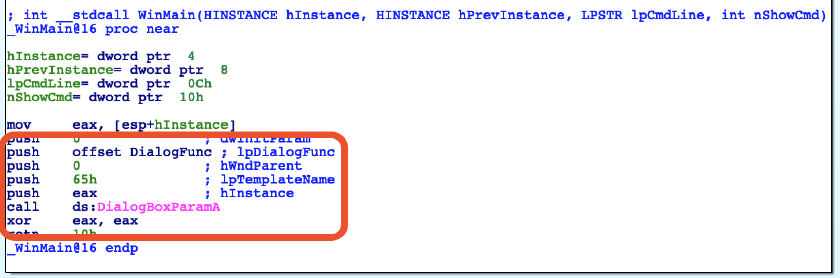 ; int __stdcall WinMain(HINSTANCE hInstance, HINSTANCE hPrevInstance, LPSTR lpCmdLine, int nShowCmd)
_WinMain@16 proc near
hInstance= dword ptr  4
hPrevInstance= dword ptr  8
lpCmdLine= dword ptr  0Ch
nShowCmd= dword ptr  10h
mov     eax, [esp+hInstance]
push    0               ; dwInitParam
push    offset DialogFunc ; lpDialogFunc
push    0               ; hWndParent
push    65h             ; lpTemplateName
push    eax             ; hInstance
call    ds:DialogBoxParamA
xor     eax, eax
retn    10h
_WinMain@16 endp